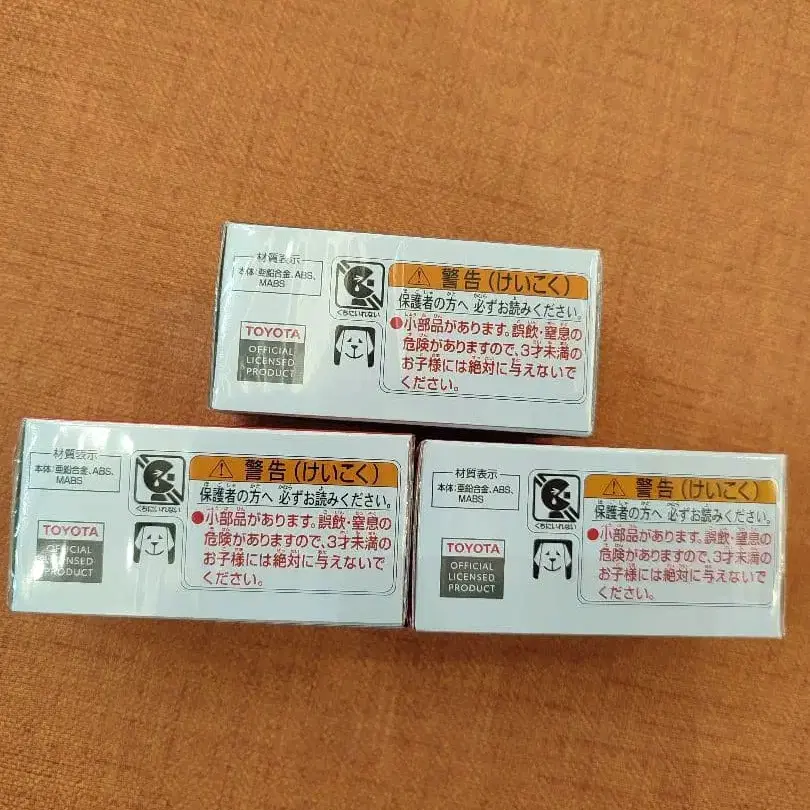 材質表示
本体:亜鉛合金、ABS、
MABS
TOYOTA
OFFICIAL
LICENSED
PRODUCT
くちにいれない
警告(けいこく)
保護者の方へ 必ずお読みください。
●小部品があります。誤飲・窒息の
危険がありますので、3才未満の
お子様には絶対に与えないで
ください。
材質表示
本体:亜鉛合金、ABS、
MABS
TOYOTA
OFFICIAL
LICENSED
PRODUCT
くちにいれない
警告(けいこく)
保護者の方へ 必ずお読みください。
●小部品があります。誤飲・窒息の
危険がありますので、3才未満の
お子様には絶対に与えないで
ください。
材質表示
本体:亜鉛合金、ABS、
MABS
TOYOTA
OFFICIAL
LICENSED
PRODUCT
くちにいれない
警告(けいこく)
保護者の方へ 必ずお読みください。
●小部品があります。誤飲・窒息の
危険がありますので、3才未満の
お子様には絶対に与えないで
ください。